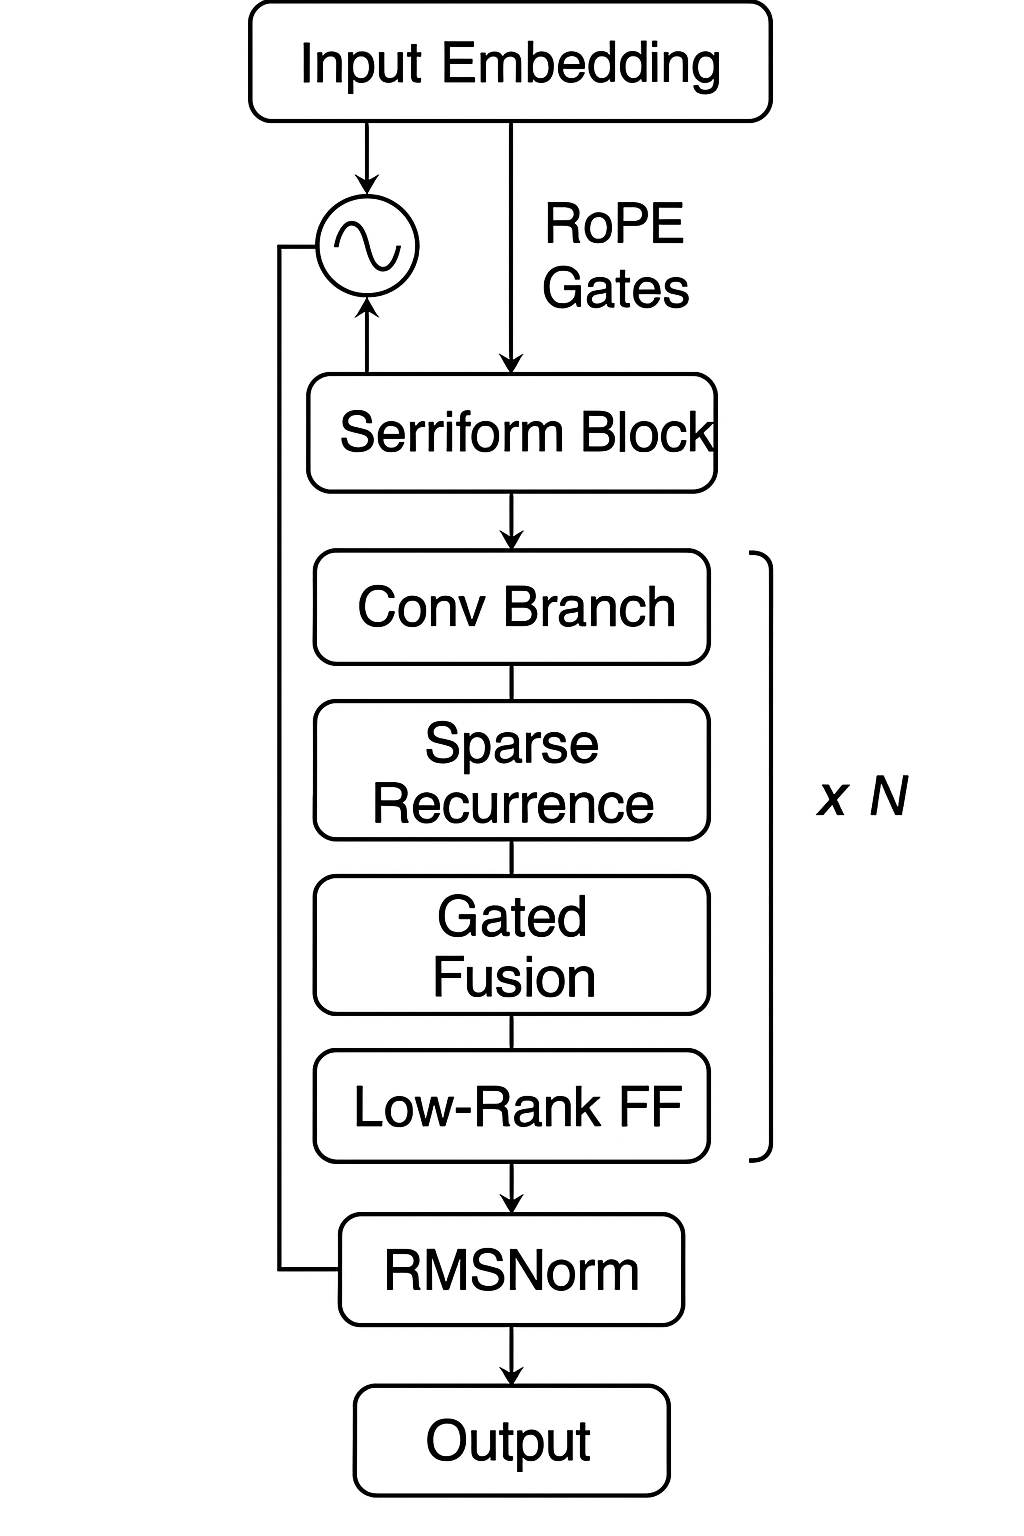 Input Embedding
RoPE
Gates
Serriform Block
Conv Branch
Sparse
Recurrence
x N
Gated
Fusion
Low-Rank FF
RMSNorm
Output